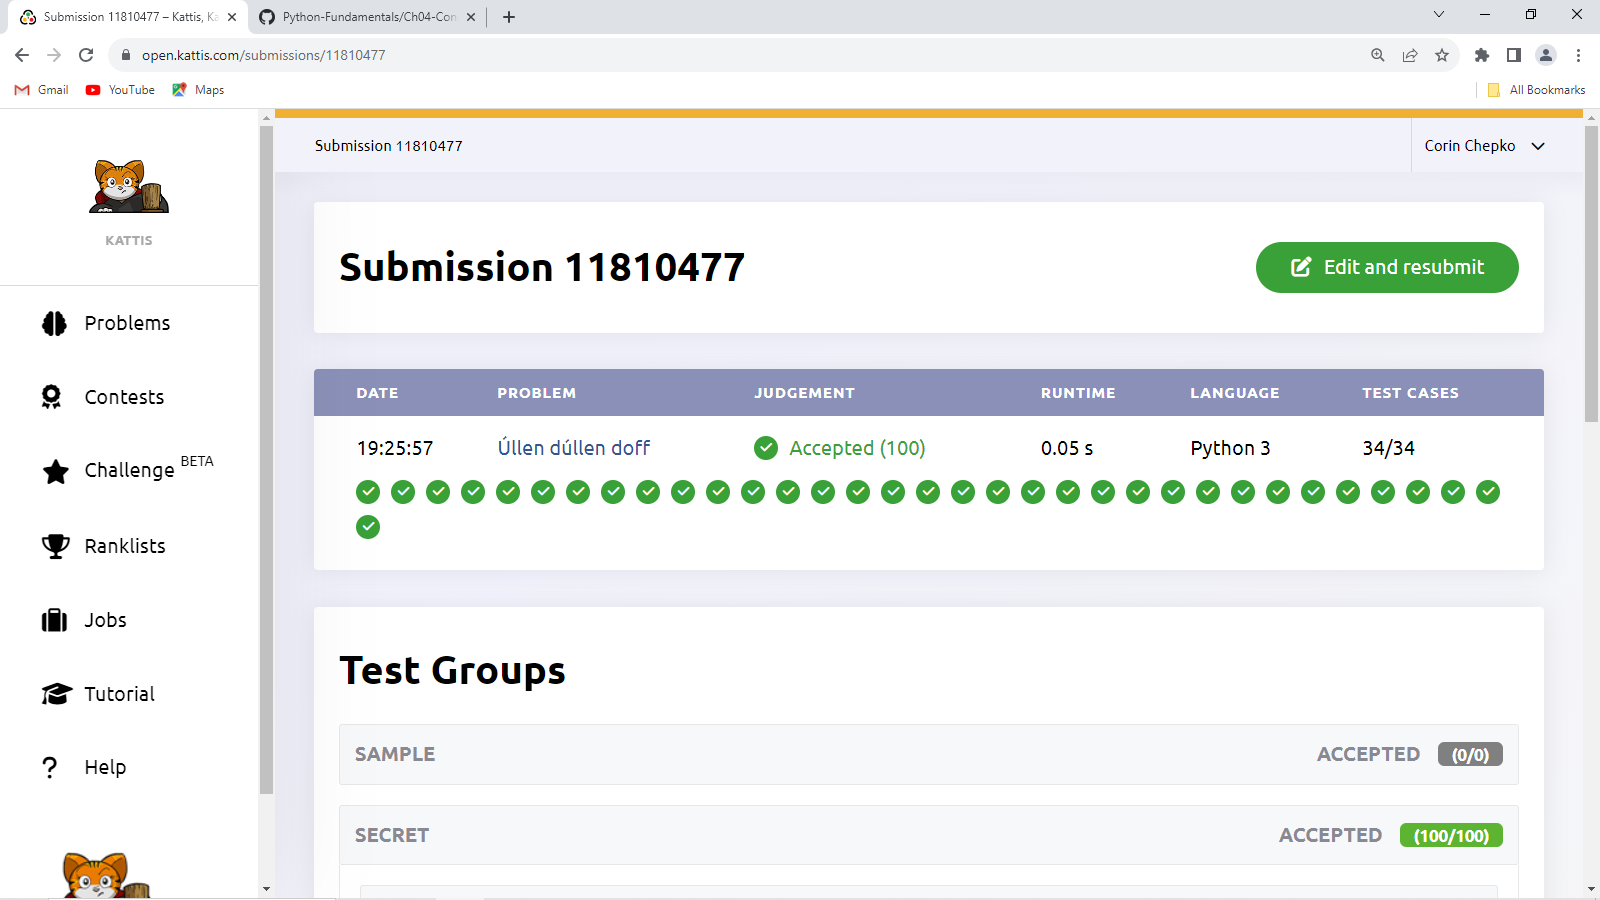 Submission 11810477 – Kattis, Ka
Python-Fundamentals/Ch04-Con
open.kattis.com/submissions/11810477
Gmail
YouTube
Maps
All Bookmarks
Submission 11810477
Corin Chepko
KATTIS
Submission 11810477
Edit and resubmit
Problems
Contests
Challenge BETA
Ranklists
Jobs
Tutorial
Help
DATE PROBLEM JUDGEMENT RUNTIME LANGUAGE TEST CASES
19:25:57 Úllen dúllen doff Accepted (100) 0.05 s Python 3 34/34
Test Groups
SAMPLE ACCEPTED (0/0)
SECRET ACCEPTED (100/100)